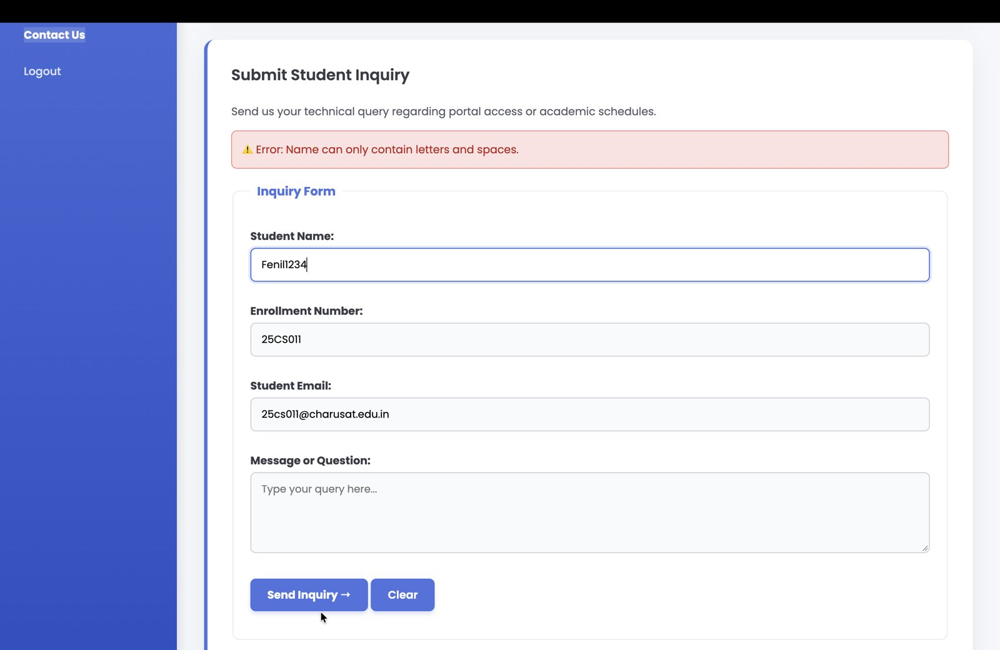 Contact Us
Logout
Submit Student Inquiry
Send us your technical query regarding portal access or academic schedules.
⚠️ Error: Name can only contain letters and spaces.
Inquiry Form
Student Name:
Fenil1234
Enrollment Number:
25CS011
Student Email:
25cs011@charusat.edu.in
Message or Question:
Type your query here...
Send Inquiry →
Clear